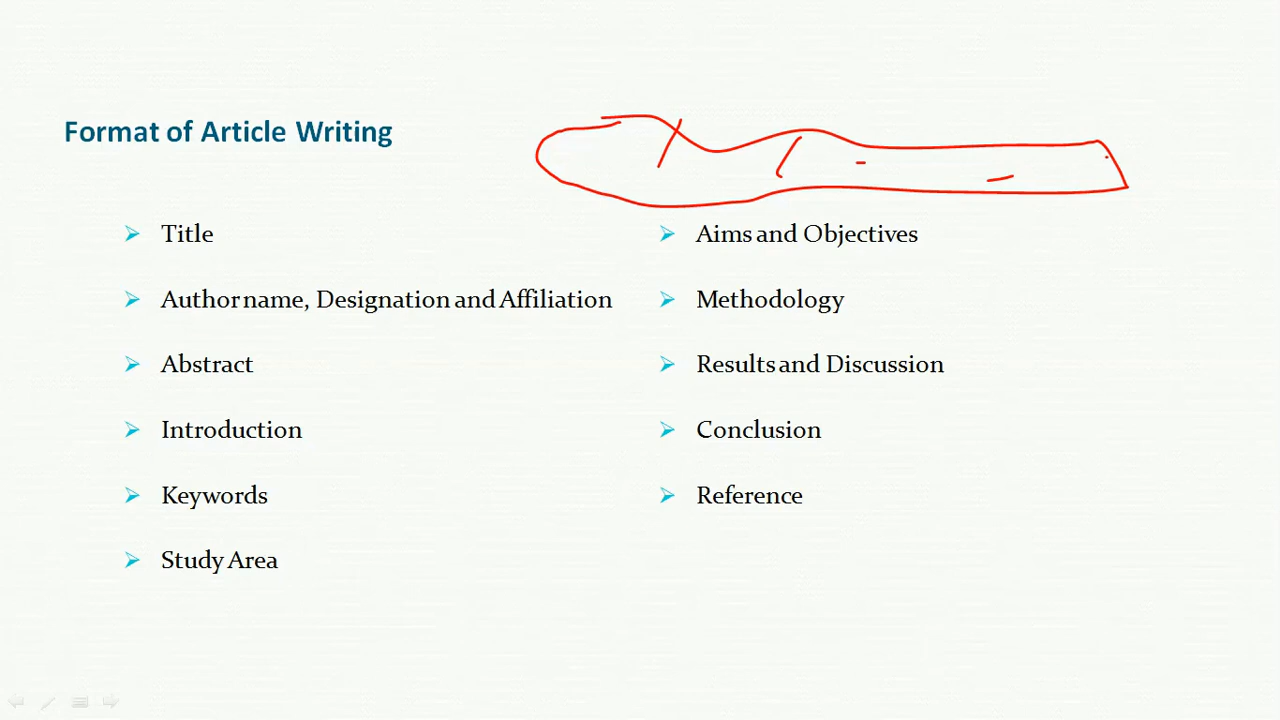 Format of Article Writing
Title
Author name, Designation and Affiliation
Abstract
Introduction
Keywords
Study Area
Aims and Objectives
Methodology
Results and Discussion
Conclusion
Reference